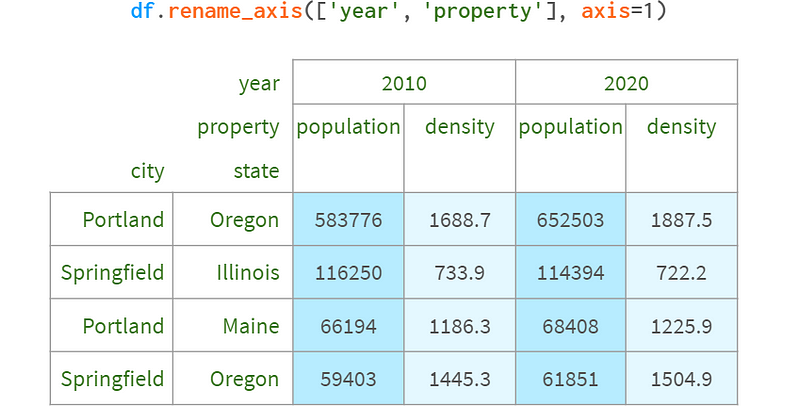 df.rename_axis(['year', 'property'], axis=1)
year 2010 2020
property population density population density
city state
Portland Oregon 583776 1688.7 652503 1887.5
Springfield Illinois 116250 733.9 114394 722.2
Portland Maine 66194 1186.3 68408 1225.9
Springfield Oregon 59403 1445.3 61851 1504.9